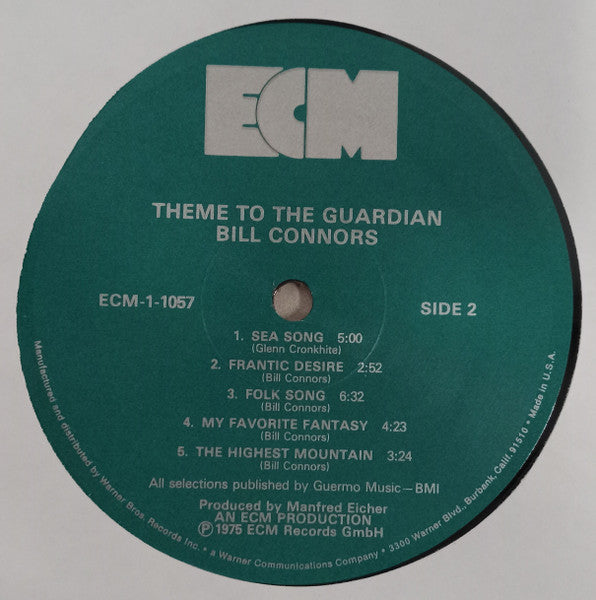 ECM
THEME TO THE GUARDIAN
BILL CONNORS
ECM-1-1057
SIDE 2
1. SEA SONG 5:00
(Glenn Cronkhite)
2. FRANTIC DESIRE 2:52
(Bill Connors)
3. FOLK SONG 6:32
(Bill Connors)
4. MY FAVORITE FANTASY 4:23
(Bill Connors)
5. THE HIGHEST MOUNTAIN 3:24
(Bill Connors)
All selections published by Guermo Music—BMI
Produced by Manfred Eicher
AN ECM PRODUCTION
℗ 1975 ECM Records GmbH
Manufactured and distributed by Warner Bros. Records Inc. • a Warner Communications Company • 3300 Warner Blvd., Burbank, Calif. 91510 • Made in U.S.A.